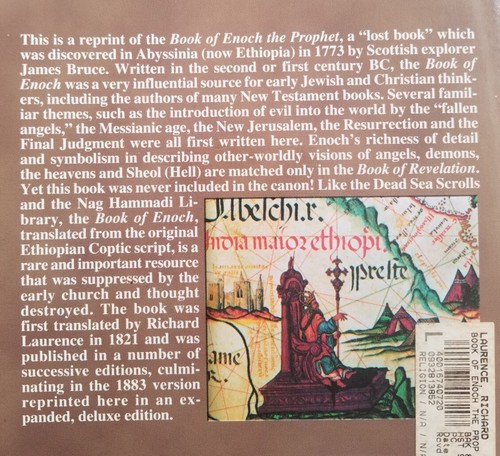 This is a reprint of the Book of Enoch the Prophet, a “lost book” which
was discovered in Abyssinia (now Ethiopia) in 1773 by Scottish explorer
James Bruce. Written in the second or first century BC, the Book of
Enoch was a very influential source for early Jewish and Christian think-
ers, including the authors of many New Testament books. Several famil-
iar themes, such as the introduction of evil into the world by the “fallen
angels,” the Messianic age, the New Jerusalem, the Resurrection and the
Final Judgment were all first written here. Enoch’s richness of detail
and symbolism in describing other-worldly visions of angels, demons,
the heavens and Sheol (Hell) are matched only in the Book of Revelation.
Yet this book was never included in the canon! Like the Dead Sea Scrolls
and the Nag Hammadi Li-
brary, the Book of Enoch,
translated from the original
Ethiopian Coptic script, is a
rare and important resource
that was suppressed by the
early church and thought
destroyed. The book was
first translated by Richard
Laurence in 1821 and was
published in a number of
successive editions, culmi-
nating in the 1883 version
reprinted here in an ex-
panded, deluxe edition.
maior ethiopi
preste
ame
LAURENCE, RICHARD
BOOK OF ENOCH THE PROP
L
40016740720
0932813852
RELIGION / N/A / N/A